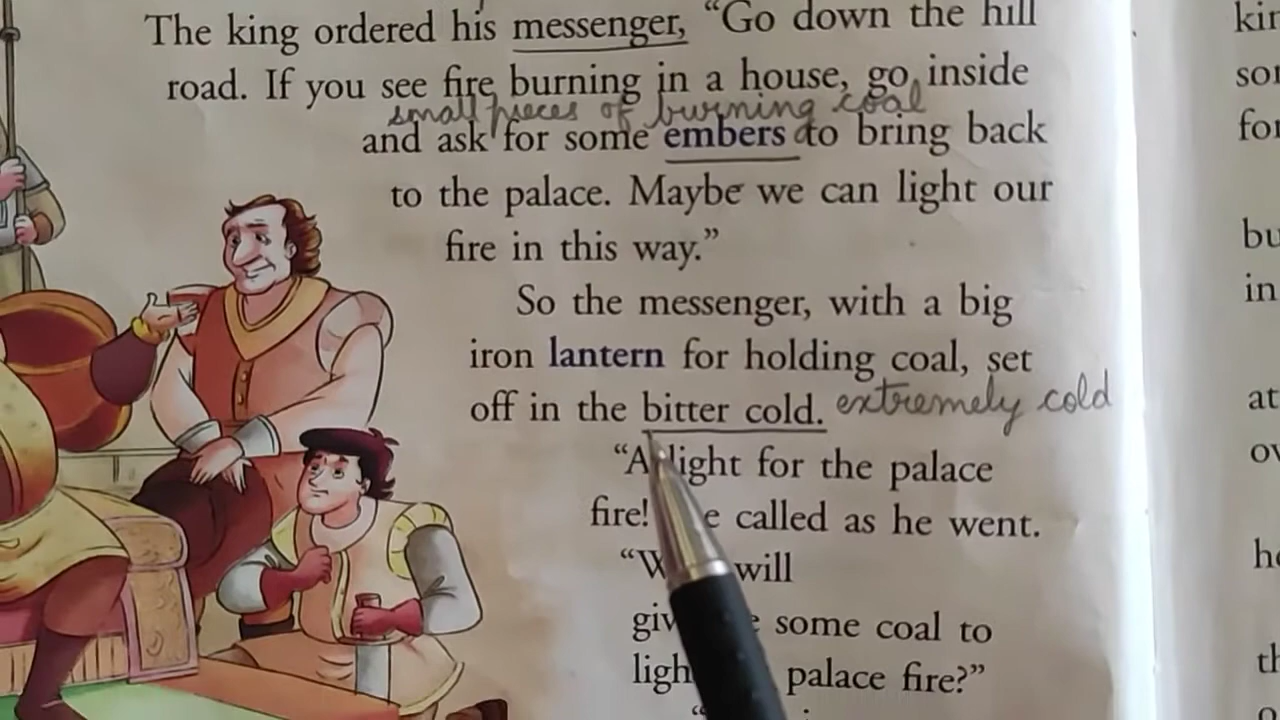 The king ordered his messenger, “Go down the hill
road. If you see fire burning in a house, go inside
small pieces of burning coal
and ask for some embers to bring back
to the palace. Maybe we can light our
fire in this way.”
So the messenger, with a big
iron lantern for holding coal, set
off in the bitter cold. extremely cold
“A light for the palace
fire! called as he went.
will
some coal to
palace fire?”